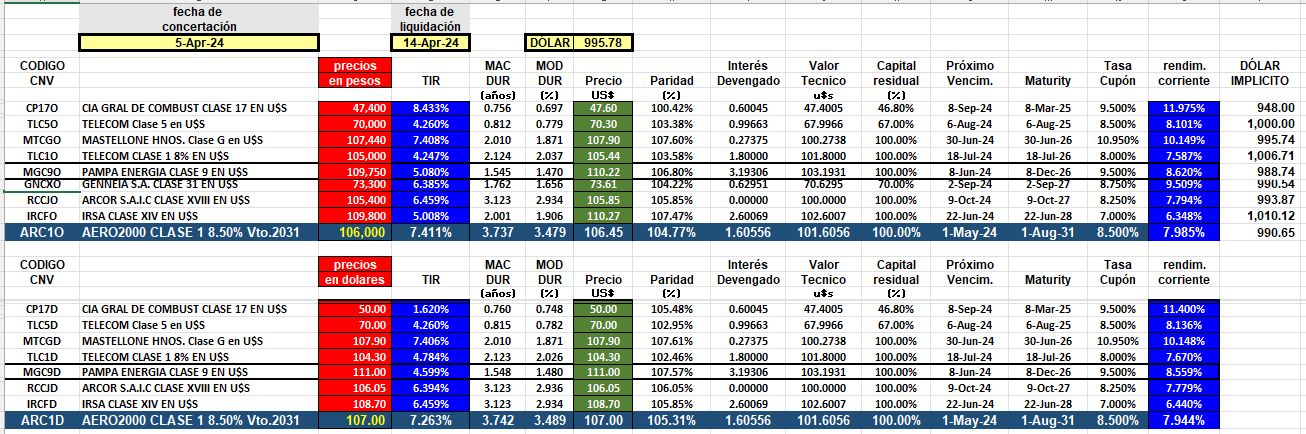 fecha de concertación fecha de liquidación
5-Apr-24 14-Apr-24 DOLAR 995.78
CODIGO CNV precios en pesos TIR MAC DUR (años) MOD DUR (%) Precio US$ Paridad (%) Interés Devengado Valor Tecnico u$s Capital residual (%) Próximo Vencim. Maturity Tasa Cupón rendim. corriente DÓLAR IMPLICITO
CP17O CIA GRAL DE COMBUST CLASE 17 EN U$S 47,400 8.433% 0.756 0.697 47.60 100.42% 0.60045 47.4005 46.80% 8-Sep-24 8-Mar-25 9.500% 11.975% 948.00
TLC5O TELECOM Clase 5 en U$S 70,000 4.260% 0.812 0.779 70.30 103.38% 0.99663 67.9966 67.00% 6-Aug-24 6-Aug-25 8.500% 8.101% 1,000.00
MTCGO MASTELLONE HNOS. Clase G en U$S 107,440 7.408% 2.010 1.871 107.90 107.60% 0.27375 100.2738 100.00% 30-Jun-24 30-Jun-26 10.950% 10.149% 995.74
TLC1O TELECOM CLASE 1 8% EN U$S 105,000 4.247% 2.124 2.037 105.44 103.58% 1.80000 101.8000 100.00% 18-Jul-24 18-Jul-26 8.000% 7.587% 1,006.71
MGC9O PAMPA ENERGIA CLASE 9 EN U$S 109,750 5.080% 1.545 1.470 110.22 106.80% 3.19306 103.1931 100.00% 8-Jun-24 8-Dec-26 9.500% 8.620% 988.74
GNCXO GENNEIA S.A. CLASE 31 EN U$S 73,300 6.385% 1.762 1.656 73.61 104.22% 0.62951 70.6295 70.00% 2-Sep-24 2-Sep-27 8.750% 9.509% 990.54
RCCJO ARCOR S.A.I.C CLASE XVIII EN U$S 105,400 6.459% 3.123 2.934 105.85 105.85% 0.00000 100.0000 100.00% 9-Oct-24 9-Oct-27 8.250% 7.794% 993.87
IRCFO IRSA CLASE XIV EN U$S 109,800 5.008% 2.001 1.906 110.27 107.47% 2.60069 102.6007 100.00% 22-Jun-24 22-Jun-28 7.000% 6.348% 1,010.12
ARC1O AERO2000 CLASE 1 8.50% Vto.2031 106,000 7.411% 3.737 3.479 106.45 104.77% 1.60556 101.6056 100.00% 1-May-24 1-Aug-31 8.500% 7.985% 990.65
CODIGO CNV precios en dolares TIR MAC DUR (años) MOD DUR (%) Precio US$ Paridad (%) Interés Devengado Valor Tecnico u$s Capital residual (%) Próximo Vencim. Maturity Tasa Cupón rendim. corriente
CP17D CIA GRAL DE COMBUST CLASE 17 EN U$S 50.00 1.620% 0.760 0.748 50.00 105.48% 0.60045 47.4005 46.80% 8-Sep-24 8-Mar-25 9.500% 11.400%
TLC5D TELECOM Clase 5 en U$S 70.00 4.260% 0.815 0.782 70.00 102.95% 0.99663 67.9966 67.00% 6-Aug-24 6-Aug-25 8.500% 8.136%
MTCGD MASTELLONE HNOS. Clase G en U$S 107.90 7.406% 2.010 1.871 107.90 107.61% 0.27375 100.2738 100.00% 30-Jun-24 30-Jun-26 10.950% 10.148%
TLC1D TELECOM CLASE 1 8% EN U$S 104.30 4.784% 2.123 2.026 104.30 102.46% 1.80000 101.8000 100.00% 18-Jul-24 18-Jul-26 8.000% 7.670%
MGC9D PAMPA ENERGIA CLASE 9 EN U$S 111.00 4.599% 1.548 1.480 111.00 107.57% 3.19306 103.1931 100.00% 8-Jun-24 8-Dec-26 9.500% 8.559%
RCCJD ARCOR S.A.I.C CLASE XVIII EN U$S 106.05 6.394% 3.123 2.936 106.05 106.05% 0.00000 100.0000 100.00% 9-Oct-24 9-Oct-27 8.250% 7.779%
IRCFD IRSA CLASE XIV EN U$S 108.70 6.459% 3.123 2.934 108.70 105.85% 2.60069 102.6007 100.00% 22-Jun-24 22-Jun-28 7.000% 6.440%
ARC1D AERO2000 CLASE 1 8.50% Vto.2031 107.00 7.263% 3.742 3.489 107.00 105.31% 1.60556 101.6056 100.00% 1-May-24 1-Aug-31 8.500% 7.944%